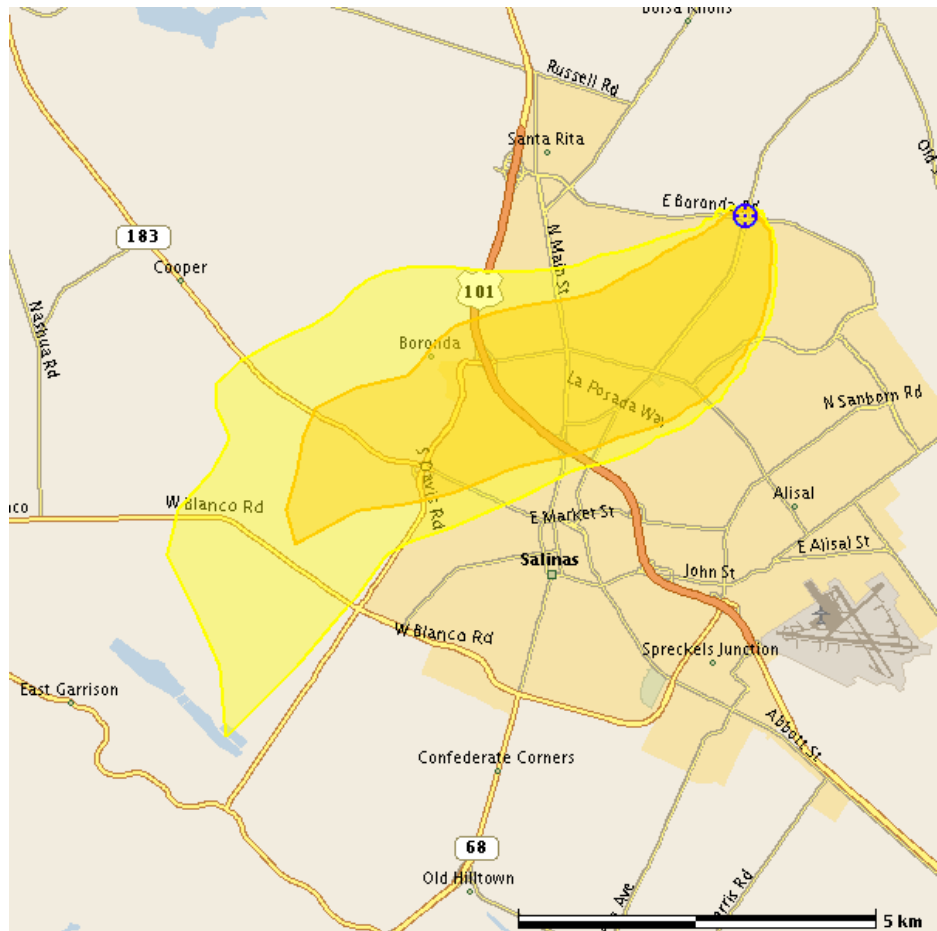 Russell Rd
Santa Rita
Old
E Boronda Rd
183
N Main St
Cooper
101
Nashua Rd
Boronda
La Posada Way
N Sanborn Rd
S Davis Rd
W Blanco Rd
Alisal
E Market St
E Alisal St
Salinas
John St
W Blanco Rd
Spreckels Junction
East Garrison
Abbott St
Confederate Corners
68
Old Hilltown
Ave
5 km